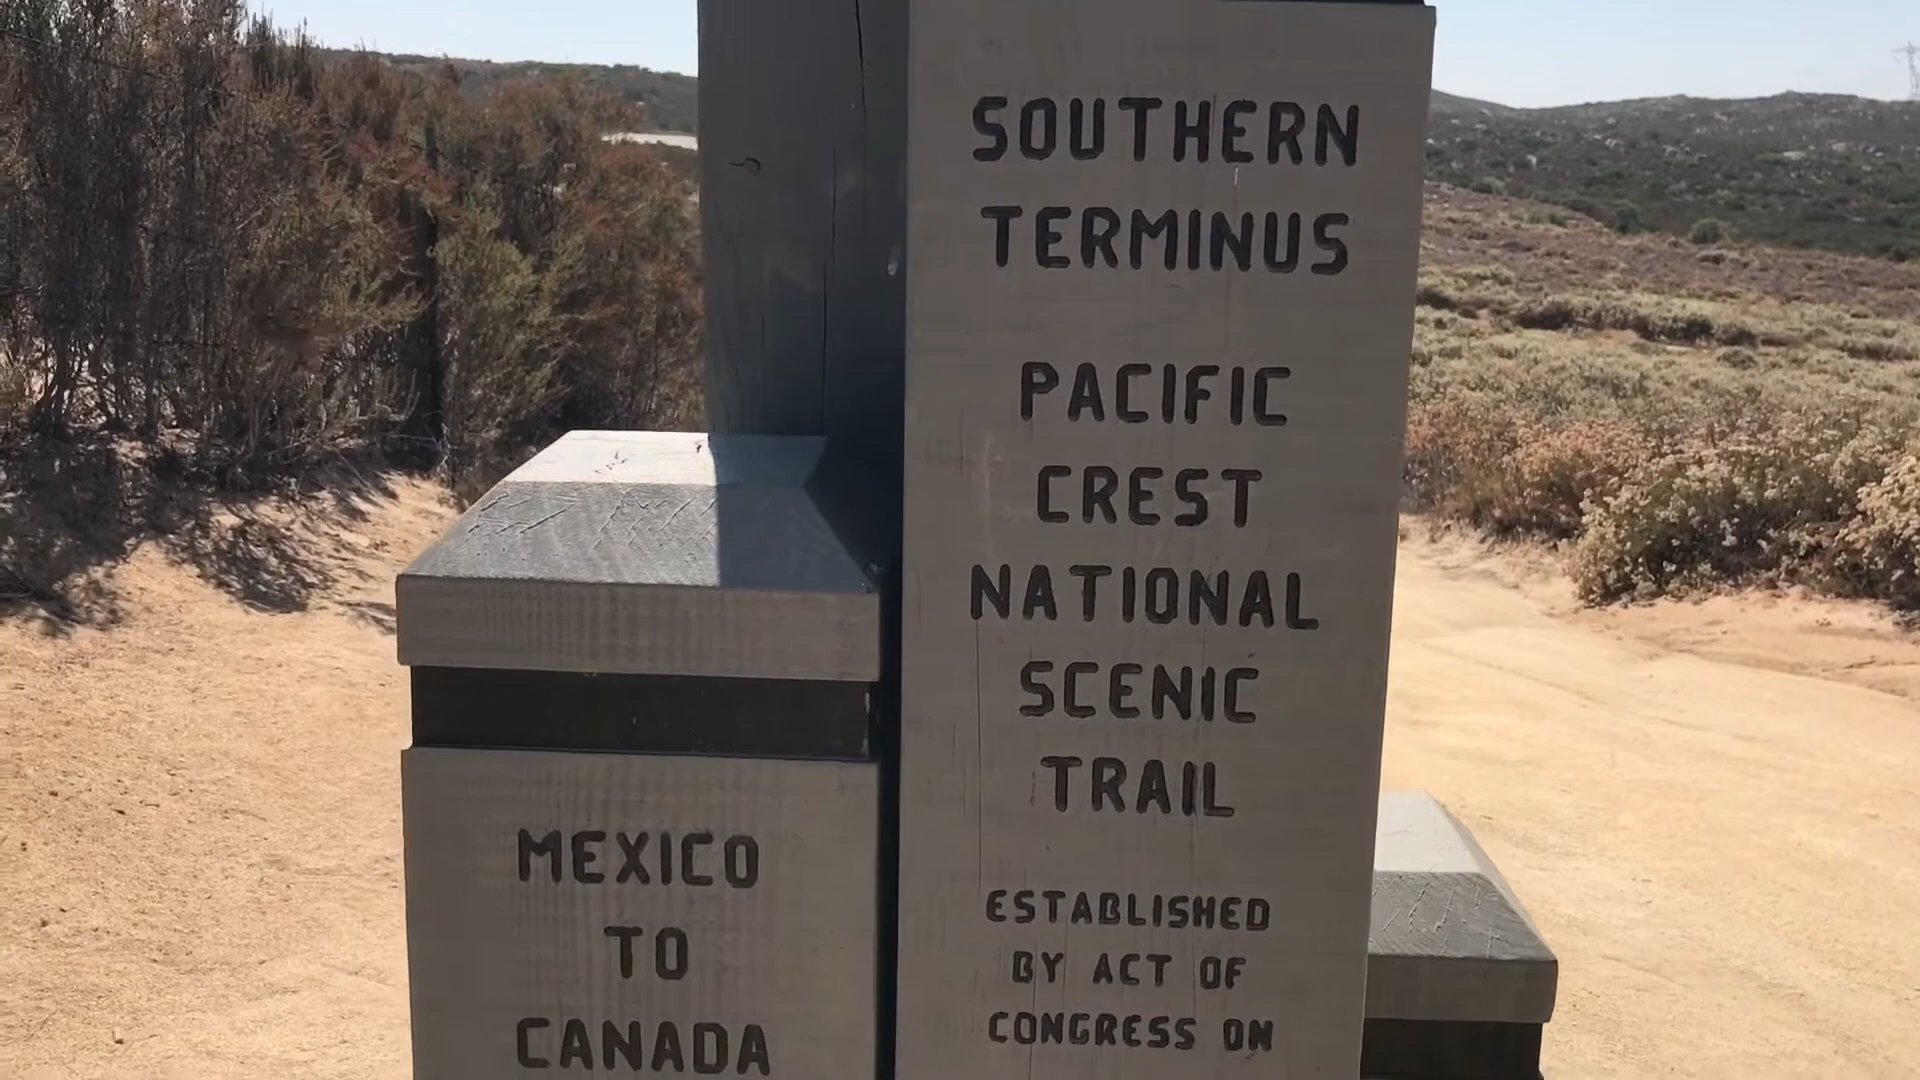 SOUTHERN
TERMINUS
PACIFIC
CREST
NATIONAL
SCENIC
TRAIL
ESTABLISHED
BY ACT OF
CONGRESS ON
MEXICO
TO
CANADA